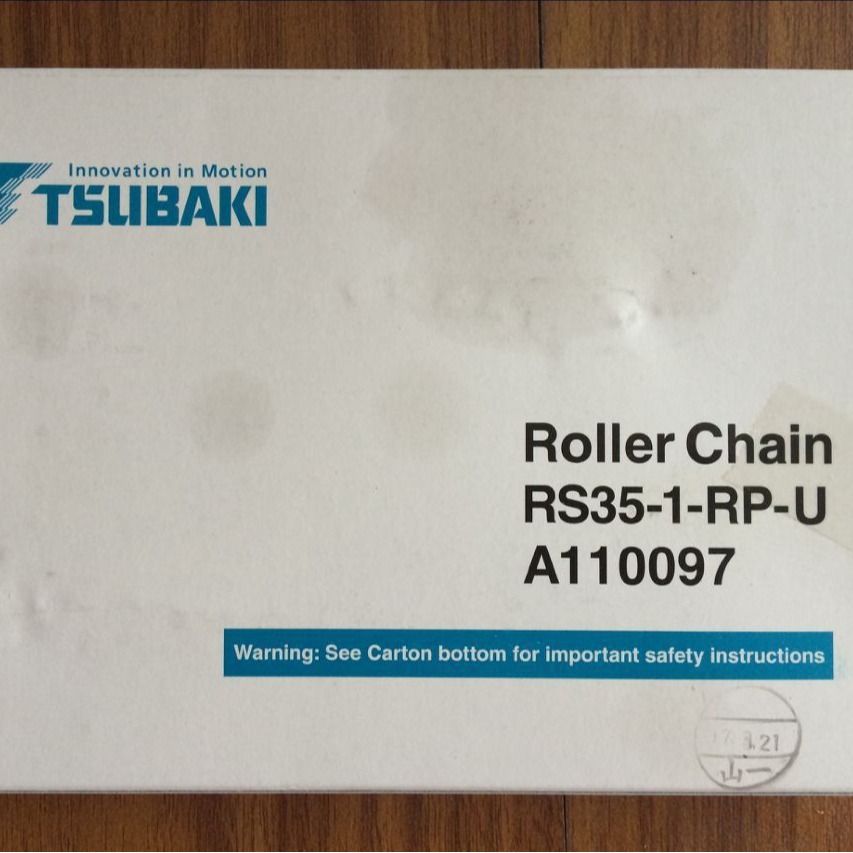 Innovation in Motion
TSUBAKI
Roller Chain
RS35-1-RP-U
A110097
Warning: See Carton bottom for important safety instructions
21
山一